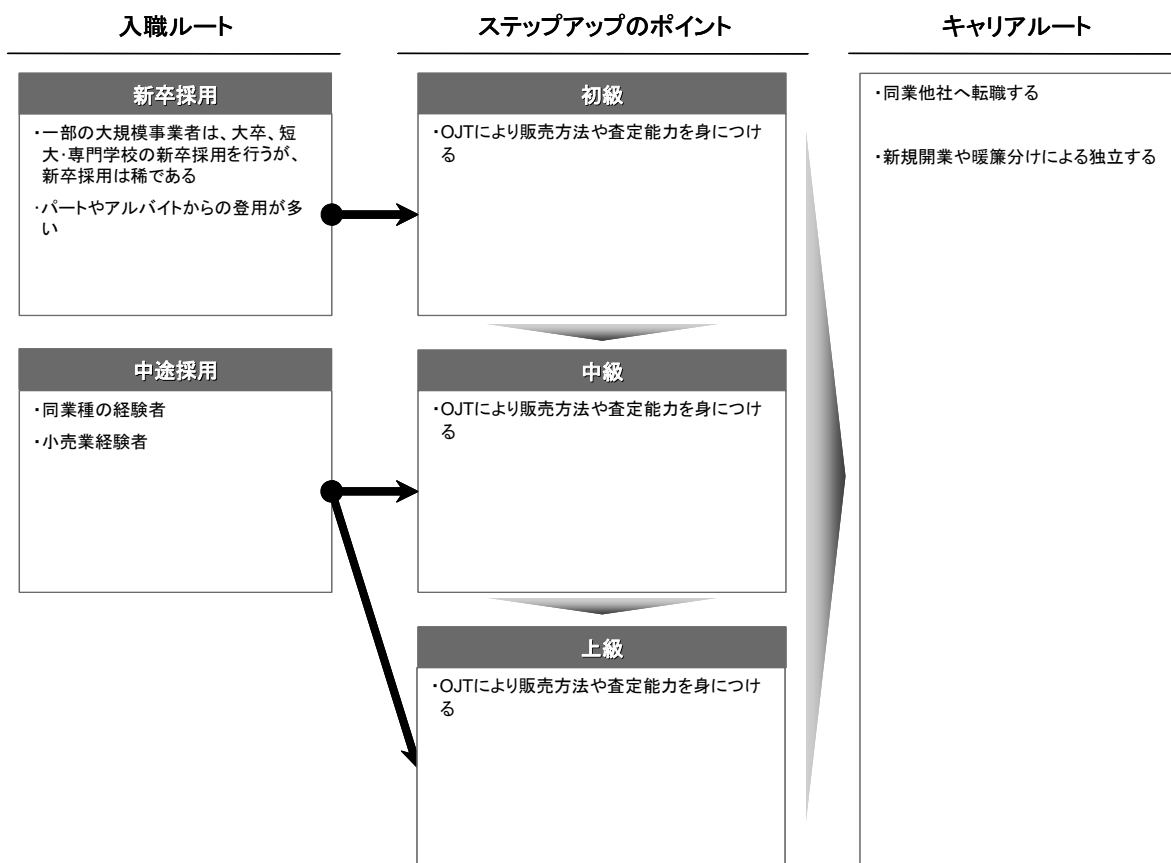 入職ルート
ステップアップのポイント
キャリアルート
新卒採用
・一部の大規模事業者は、大卒、短
大・専門学校の新卒採用を行うが、
新卒採用は稀である
・パートやアルバイトからの登用が多
い
中途採用
・同業種の経験者
・小売業経験者
初級
・OJTにより販売方法や査定能力を身につけ
る
中級
・OJTにより販売方法や査定能力を身につけ
る
上級
・OJTにより販売方法や査定能力を身につけ
る
・同業他社へ転職する
・新規開業や暖簾分けによる独立する